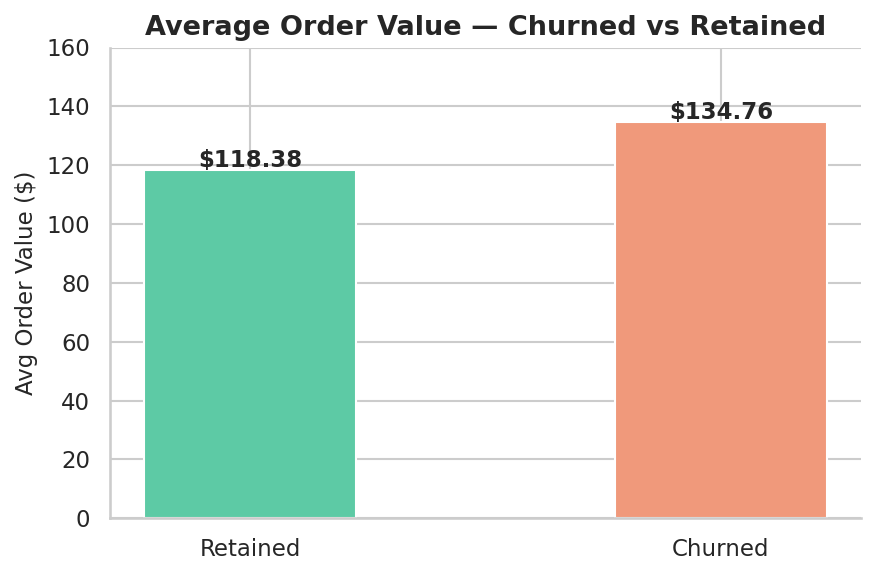 Average Order Value — Churned vs Retained
Avg Order Value ($)
160
140
120
100
80
60
40
20
0
$118.38
$134.76
Retained
Churned